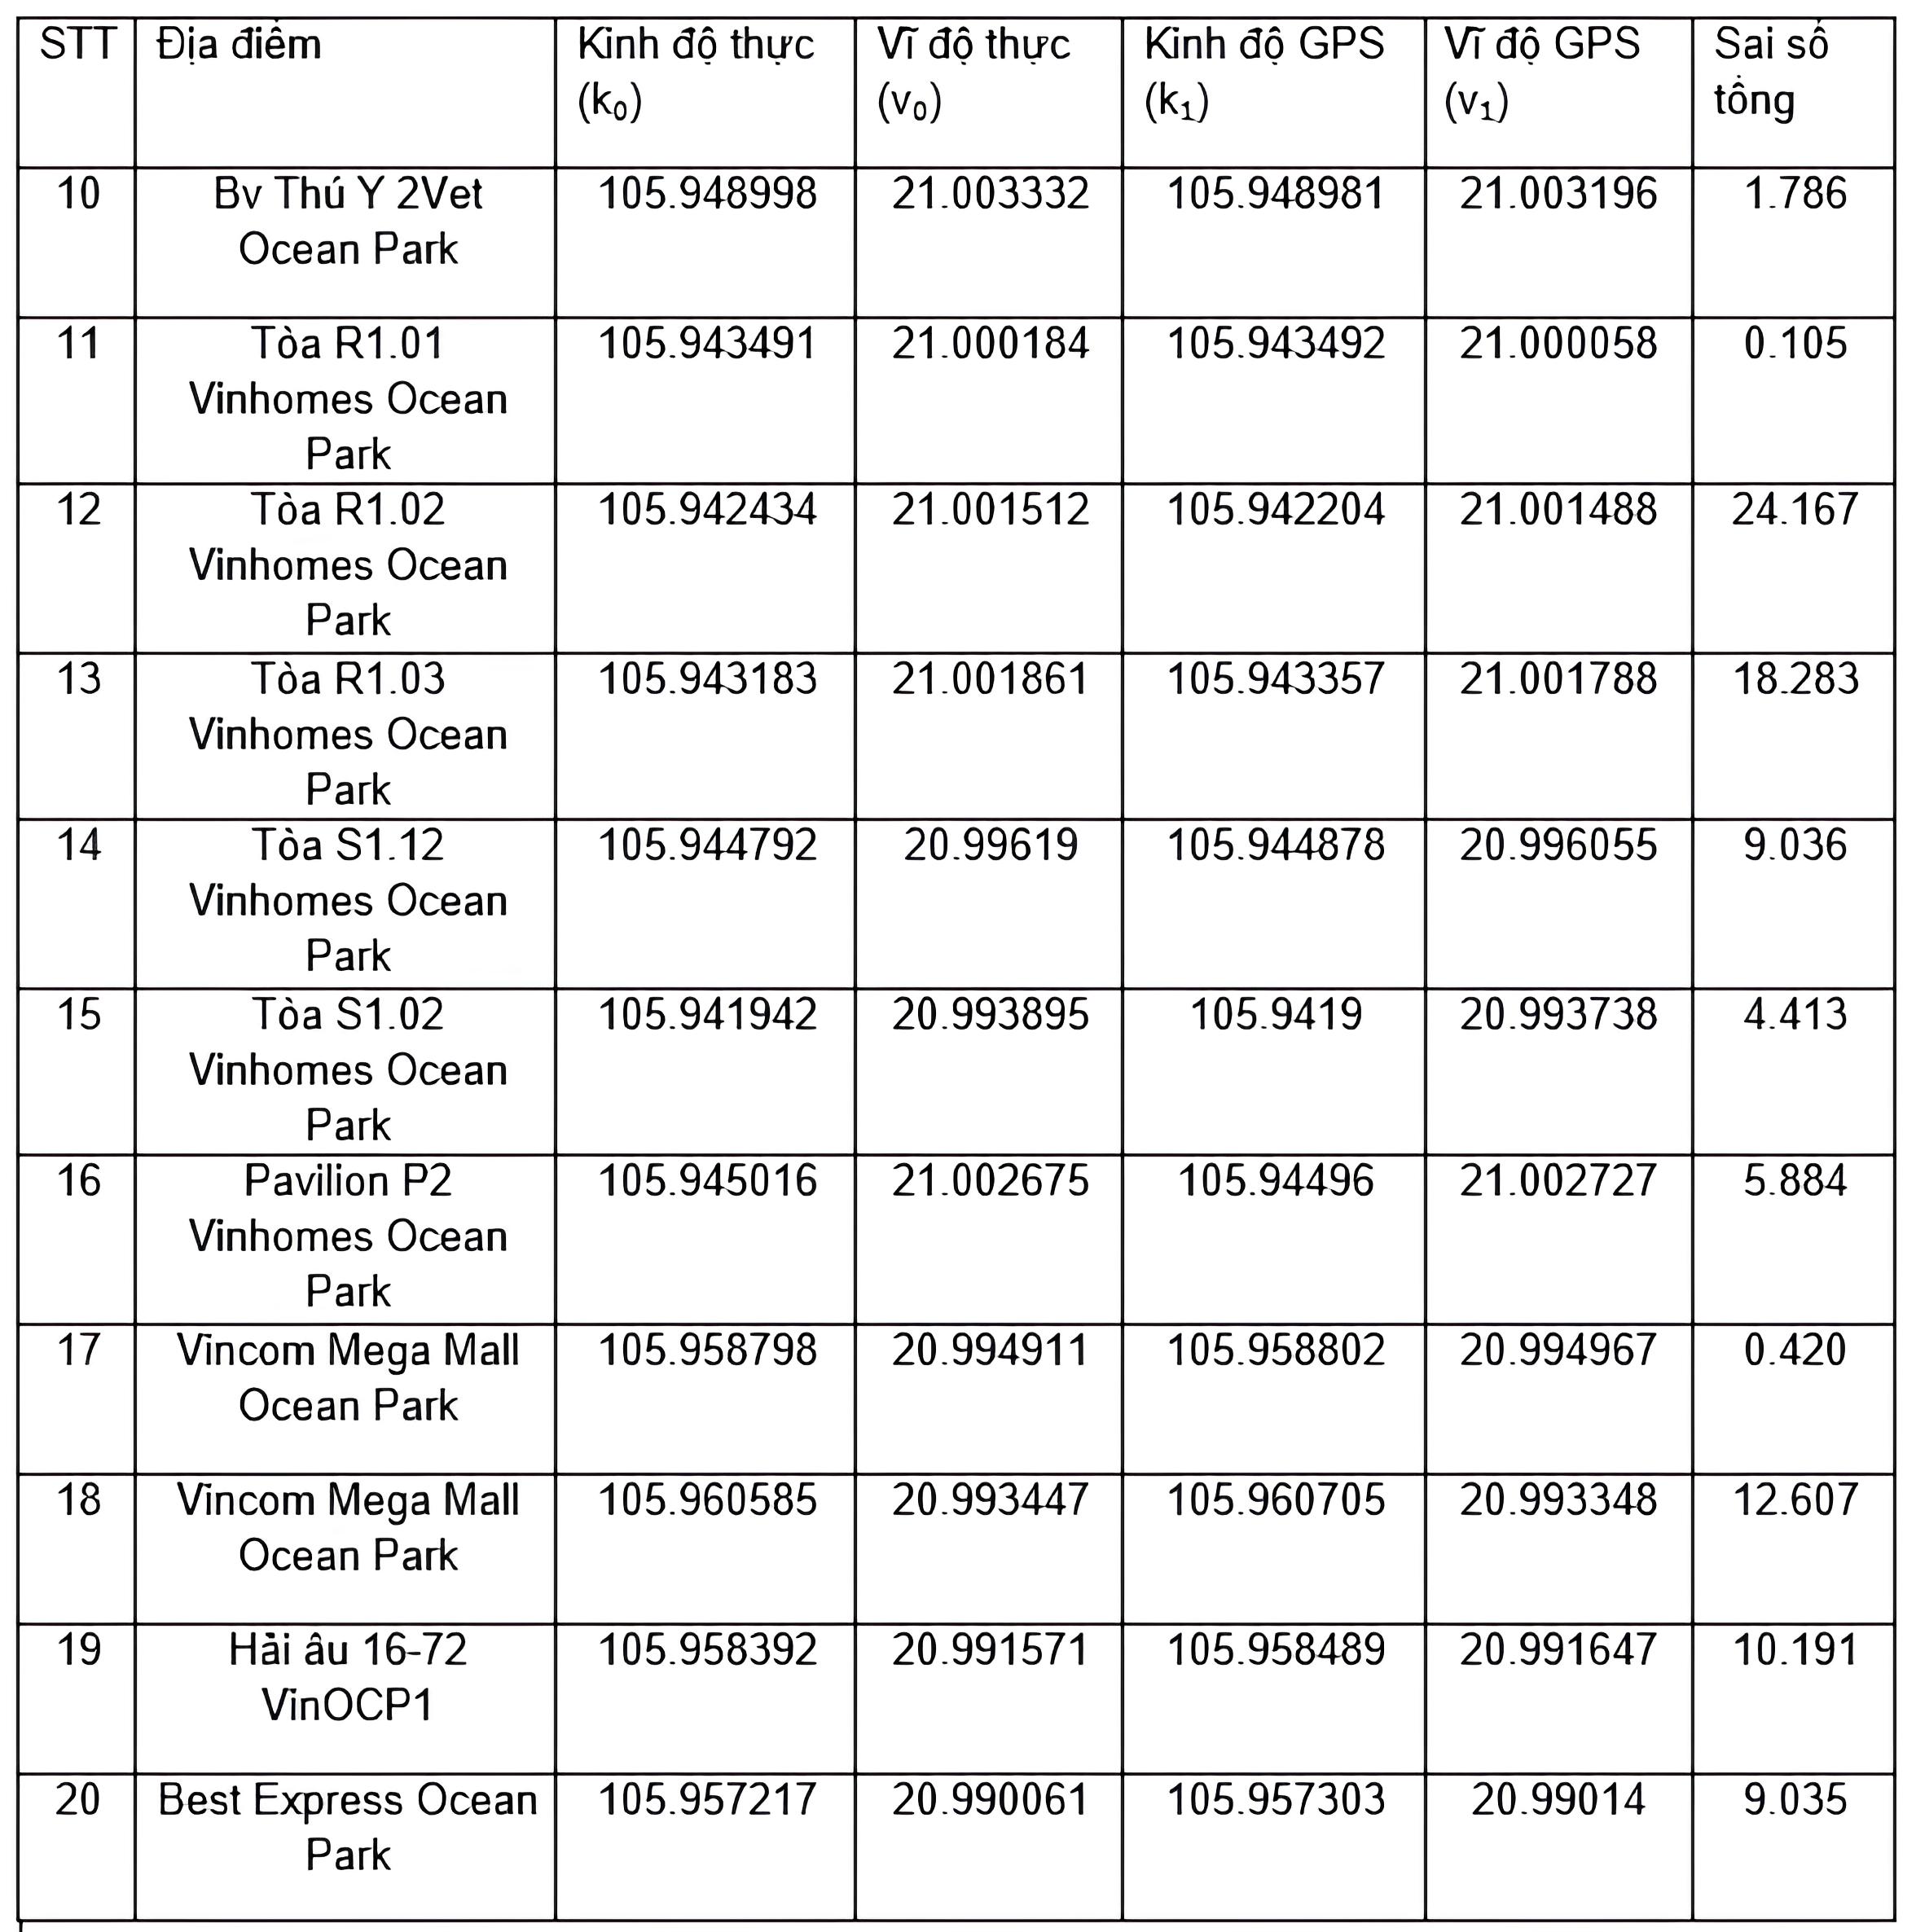 STT Địa điểm Kinh độ thực Vĩ độ thực Kinh độ GPS Vĩ độ GPS Sai số
(k₀) (v₀) (k₁) (v₁) tổng
10 Bv Thú Y 2Vet 105.948998 21.003332 105.948981 21.003196 1.786
Ocean Park
11 Tòa R1.01 105.943491 21.000184 105.943492 21.000058 0.105
Vinhomes Ocean
Park
12 Tòa R1.02 105.942434 21.001512 105.942204 21.001488 24.167
Vinhomes Ocean
Park
13 Tòa R1.03 105.943183 21.001861 105.943357 21.001788 18.283
Vinhomes Ocean
Park
14 Tòa S1.12 105.944792 20.99619 105.944878 20.996055 9.036
Vinhomes Ocean
Park
15 Tòa S1.02 105.941942 20.993895 105.9419 20.993738 4.413
Vinhomes Ocean
Park
16 Pavilion P2 105.945016 21.002675 105.94496 21.002727 5.884
Vinhomes Ocean
Park
17 Vincom Mega Mall 105.958798 20.994911 105.958802 20.994967 0.420
Ocean Park
18 Vincom Mega Mall 105.960585 20.993447 105.960705 20.993348 12.607
Ocean Park
19 Hải âu 16-72 105.958392 20.991571 105.958489 20.991647 10.191
VinOCP1
20 Best Express Ocean 105.957217 20.990061 105.957303 20.99014 9.035
Park